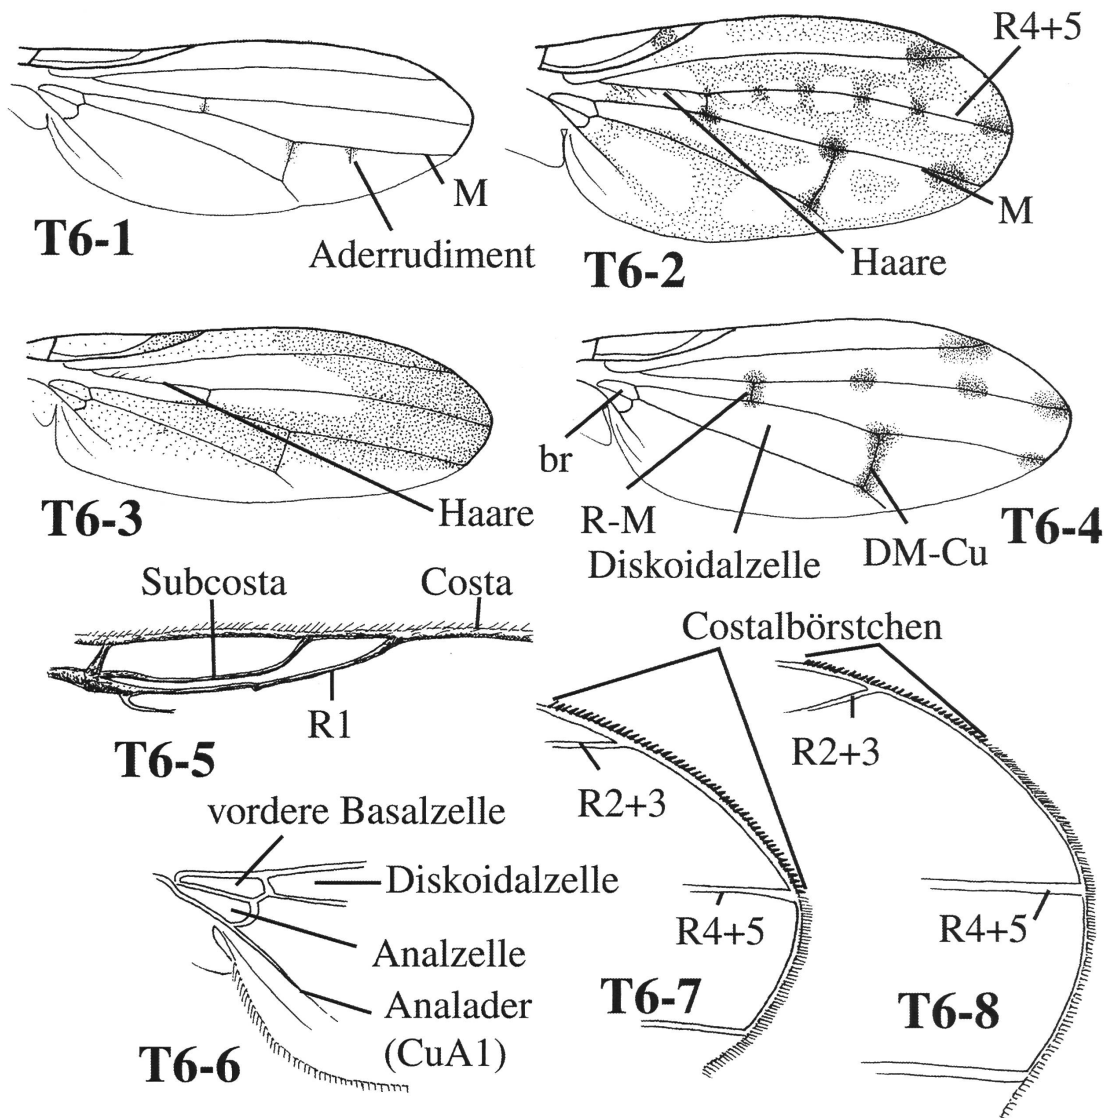 R4+5
M
M
T6-1
Aderrudiment
T6-2
Haare
br
T6-3
Haare
R-M
Diskoidalzelle
DM-Cu
T6-4
Subcosta
Costa
R1
T6-5
Costalbörstchen
R2+3
R2+3
vordere Basalzelle
Diskoidalzelle
Analzelle
Analader
(CuA1)
T6-6
R4+5
T6-7
R4+5
T6-8